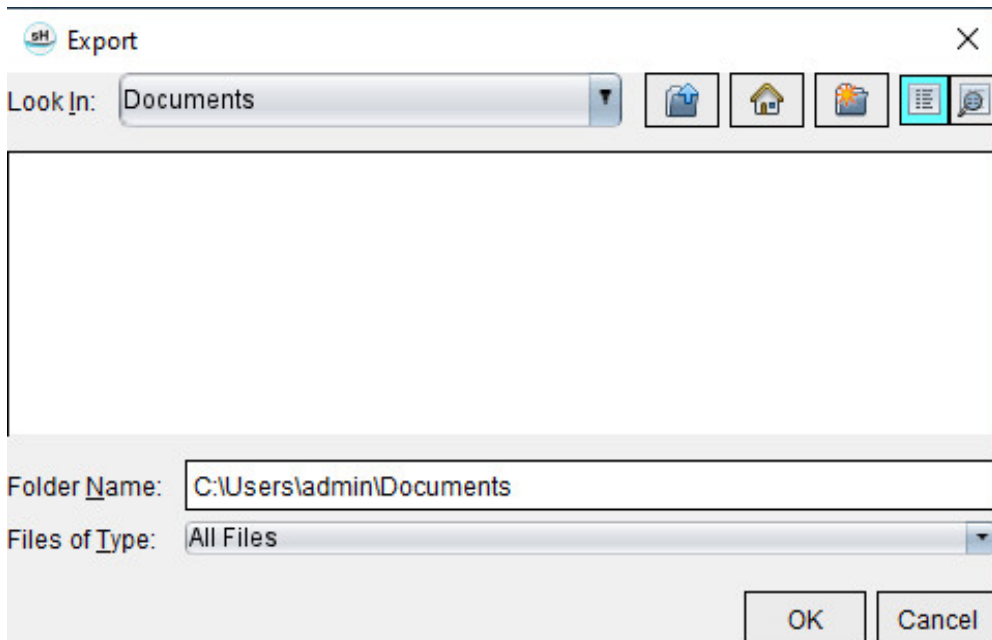 sH Export
Look In: Documents
Folder Name: C:\Users\admin\Documents
Files of Type: All Files
OK Cancel